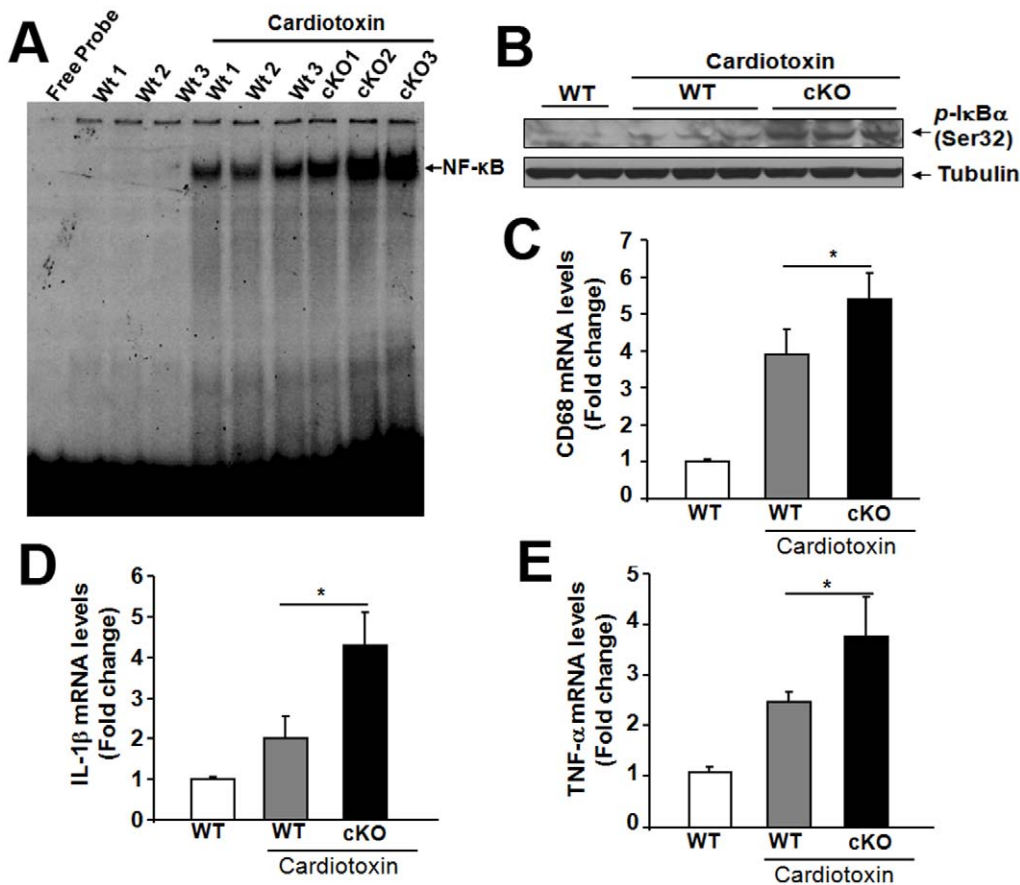 A
Cardiotoxin
Free Probe
Wt 1
Wt 2
Wt 3
Wt 1
Wt 2
Wt 3
cKO1
cKO2
cKO3
NF-κB
B
Cardiotoxin
WT
WT
cKO
p-IκBα
(Ser32)
Tubulin
C
CD68 mRNA levels
(Fold change)
7
6
5
4
3
2
1
0
*
WT
WT
cKO
Cardiotoxin
D
IL-1β mRNA levels
(Fold change)
6
5
4
2
1
0
*
WT
WT
cKO
Cardiotoxin
E
TNF-α mRNA levels
(Fold change)
5
4
3
2
1
0
*
WT
WT
cKO
Cardiotoxin